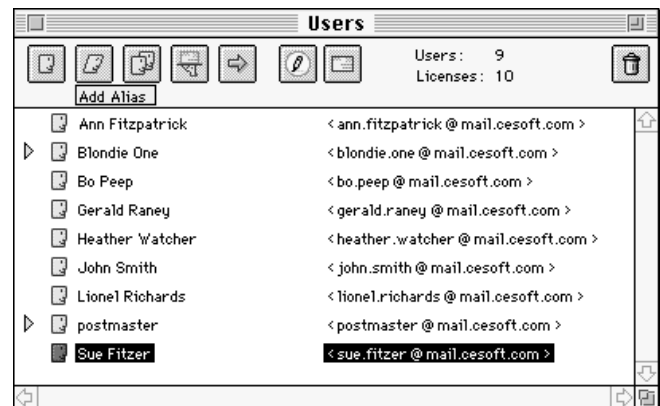 Users
Users: 9
Licenses: 10
Add Alias
Ann Fitzpatrick <ann.fitzpatrick@mail.cesoft.com>
Blondie One <blondie.one@mail.cesoft.com>
Bo Peep <bo.peep@mail.cesoft.com>
Gerald Raney <gerald.raney@mail.cesoft.com>
Heather Watcher <heather.watcher@mail.cesoft.com>
John Smith <john.smith@mail.cesoft.com>
Lionel Richards <lionel.richards@mail.cesoft.com>
postmaster <postmaster@mail.cesoft.com>
Sue Fitzer <sue.fitzer@mail.cesoft.com>